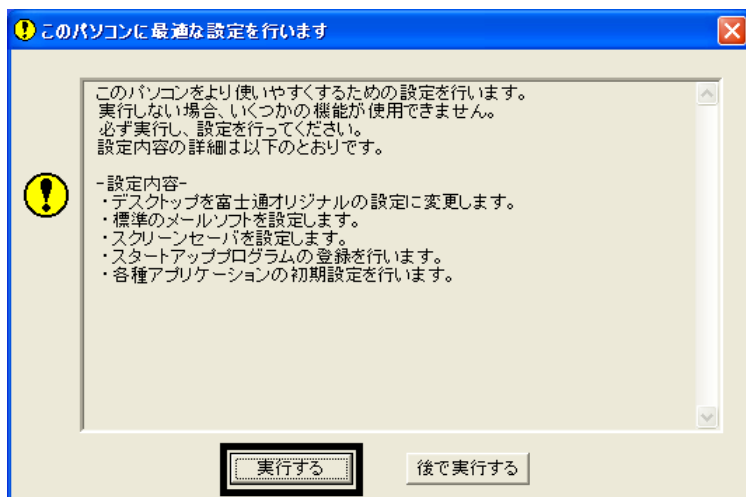 このパソコンに最適な設定を行います
このパソコンをより使いやすくするための設定を行います。
実行しない場合、いくつかの機能が使用できません。
必ず実行し、設定を行ってください。
設定内容の詳細は以下のとおりです。
-設定内容-
・デスクトップを富士通オリジナルの設定に変更します。
・標準のメールソフトを設定します。
・スクリーンセーバを設定します。
・スタートアッププログラムの登録を行います。
・各種アプリケーションの初期設定を行います。
実行する
後で実行する